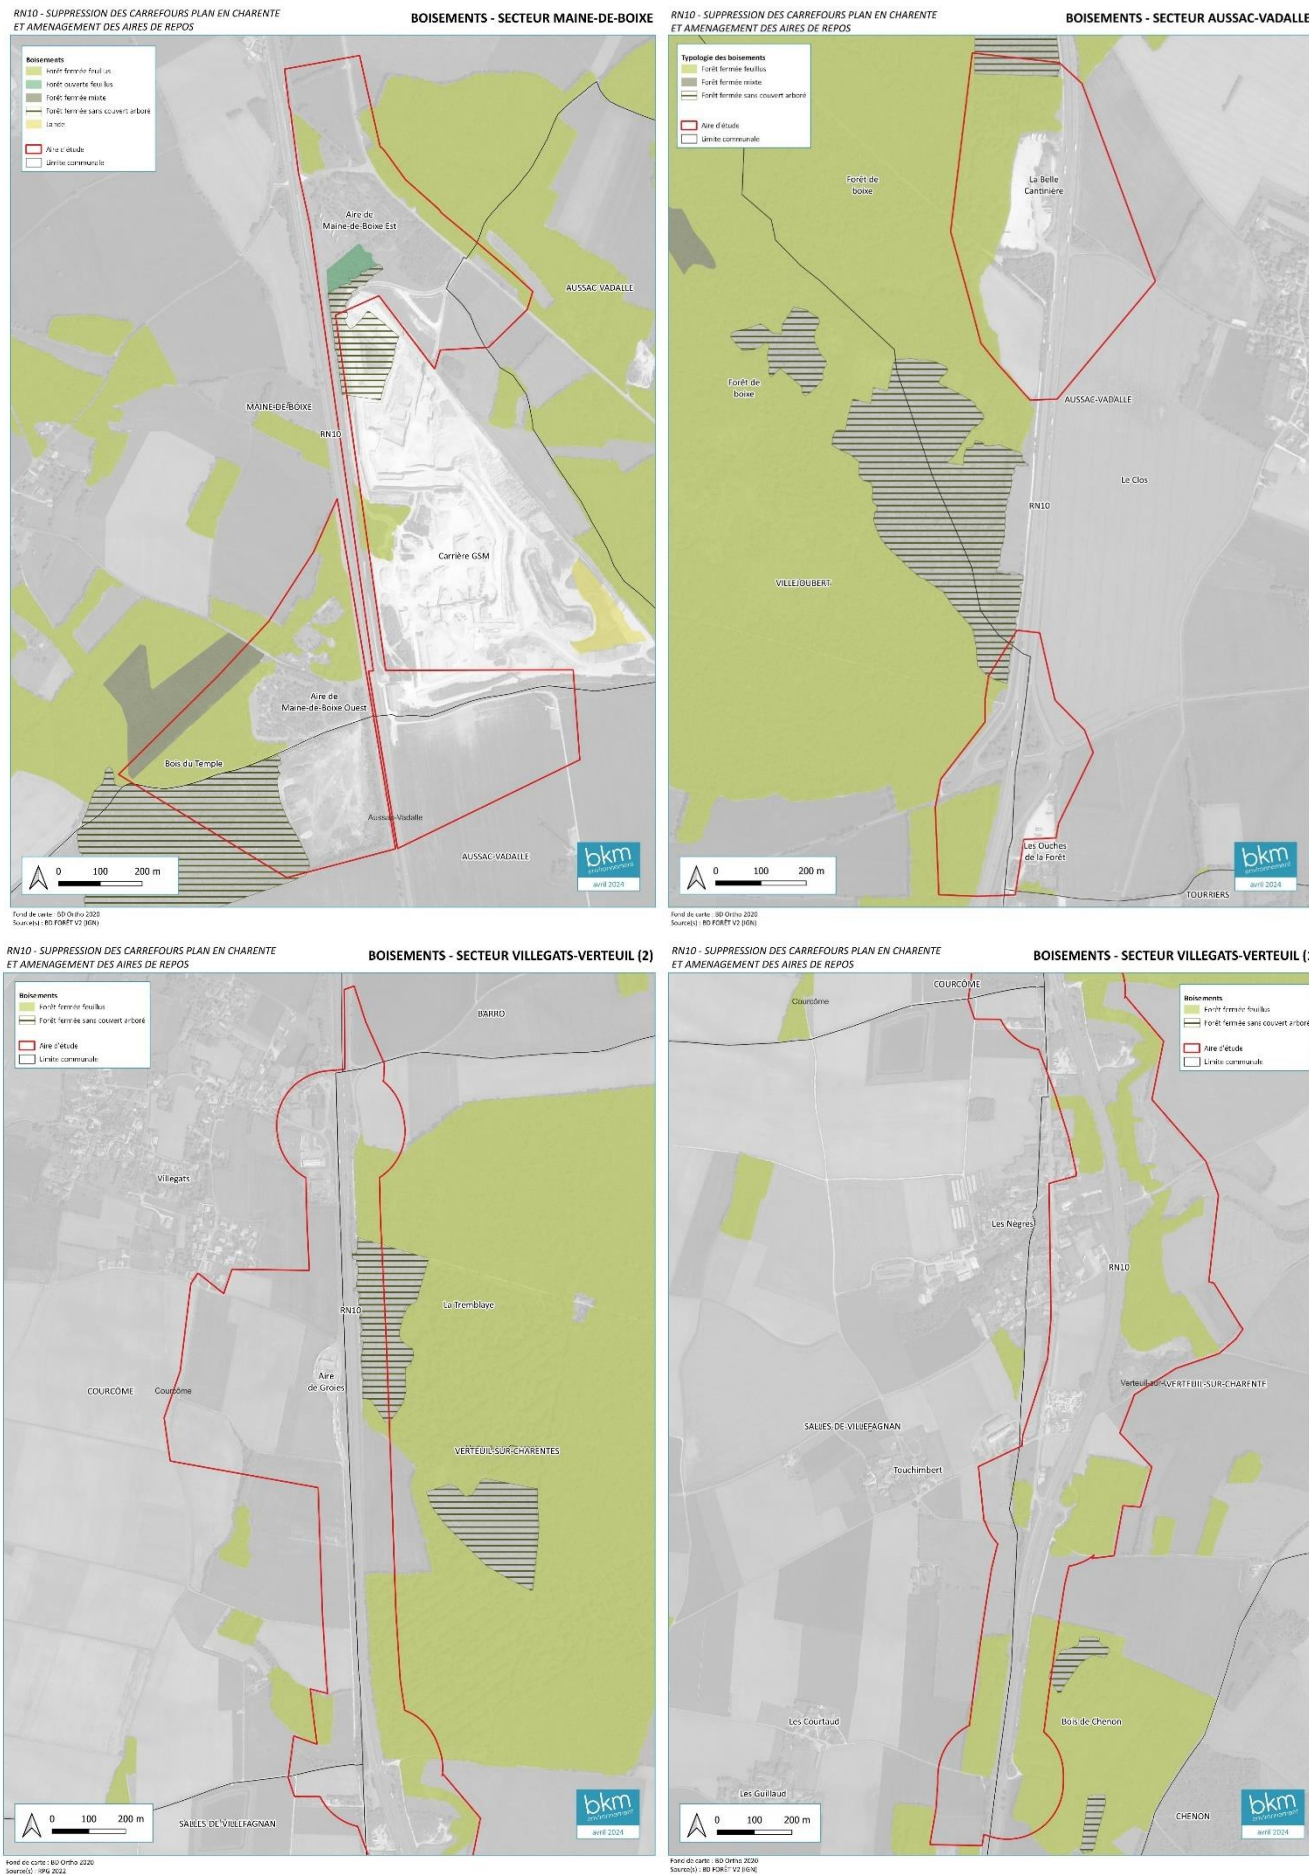 RN10 - SUPPRESSION DES CARREFOURS PLAN EN CHARENTE
ET AMENAGEMENT DES AIRES DE REPOS
BOISEMENTS - SECTEUR MAINE-DE-BOIXE
Boisements
Forêt fermée feuillus
Forêt ouverte feuillus
Forêt fermée mixte
Forêt fermée sans couvert arboré
Lande
Aire d'étude
Limite communale
Aire de
Maine-de-Boixe Est
AUSSAC-VADALLE
MAINE-DE-BOIXE
RN10
Carrière GSM
Aire de
Maine-de-Boixe Ouest
Bois du Temple
Aussac-Vadalle
AUSSAC-VADALLE
0 100 200 m
bkm
environnement
avril 2024
Fond de carte : BD Ortho 2020
Source(s) : BD FORÊT V2 (IGN)
RN10 - SUPPRESSION DES CARREFOURS PLAN EN CHARENTE
ET AMENAGEMENT DES AIRES DE REPOS
BOISEMENTS - SECTEUR AUSSAC-VADALLE
Typologie des boisements
Forêt fermée feuillus
Forêt fermée mixte
Forêt fermée sans couvert arboré
Aire d'étude
Limite communale
Forêt de
boixe
La Belle
Cantinière
Forêt de
boixe
AUSSAC-VADALLE
Le Clos
RN10
VILLEJOUBERT
Les Ouches
de la Forêt
TOURRIERS
0 100 200 m
bkm
environnement
avril 2024
Fond de carte : BD Ortho 2020
Source(s) : BD FORÊT V2 (IGN)
RN10 - SUPPRESSION DES CARREFOURS PLAN EN CHARENTE
ET AMENAGEMENT DES AIRES DE REPOS
BOISEMENTS - SECTEUR VILLEGATS-VERTEUIL (2)
Boisements
Forêt fermée feuillus
Forêt fermée sans couvert arboré
Aire d'étude
Limite communale
BARRO
Villegats
RN10
La Tremblaye
Aire
de Groies
COURCÔME
Courcôme
VERTEUIL-SUR-CHARENTES
SALLES-DE-VILLEFAGNAN
0 100 200 m
bkm
environnement
avril 2024
Fond de carte : BD Ortho 2020
Source(s) : RPG 2022
RN10 - SUPPRESSION DES CARREFOURS PLAN EN CHARENTE
ET AMENAGEMENT DES AIRES DE REPOS
BOISEMENTS - SECTEUR VILLEGATS-VERTEUIL (
Boisements
Forêt fermée feuillus
Forêt fermée sans couvert arboré
Aire d'étude
Limite communale
COURCÔME
Courcôme
Les Nègres
RN10
VERTEUIL-SUR-CHARENTE
SALLES-DE-VILLEFAGNAN
Touchimbert
Les Courtaud
Bois de Chenon
Les Guillaud
CHENON
0 100 200 m
bkm
environnement
avril 2024
Fond de carte : BD Ortho 2020
Source(s) : BD FORÊT V2 (IGN)